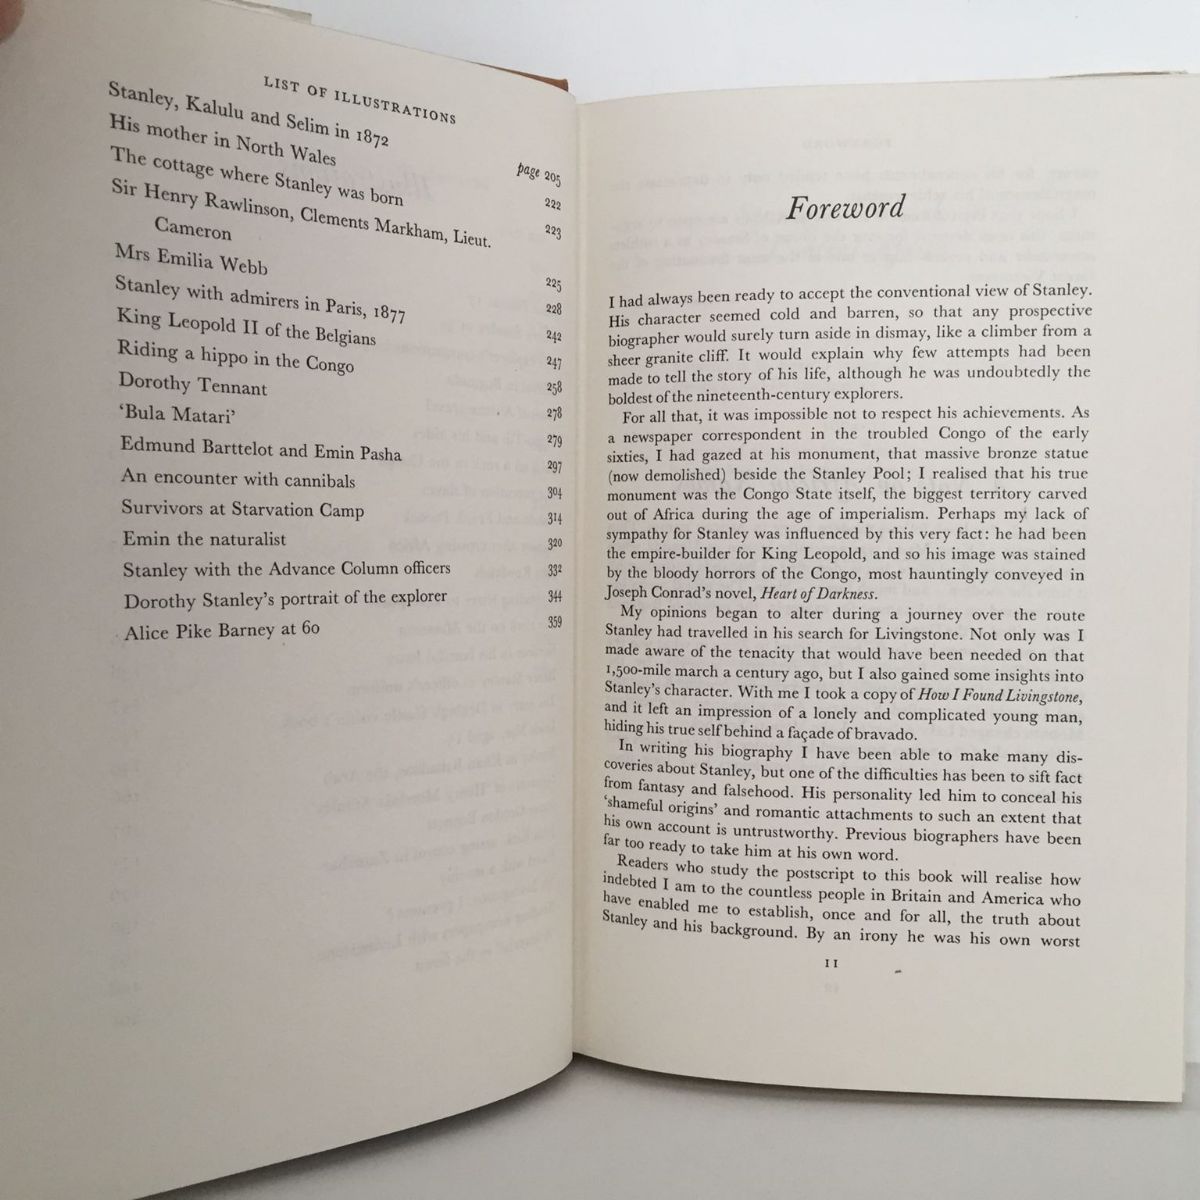 LIST OF ILLUSTRATIONS
Stanley, Kalulu and Selim in 1872 page 205
His mother in North Wales 222
The cottage where Stanley was born 223
Sir Henry Rawlinson, Clements Markham, Lieut.
Cameron 225
Mrs Emilia Webb 228
Stanley with admirers in Paris, 1877 242
King Leopold II of the Belgians 247
Riding a hippo in the Congo 258
Dorothy Tennant 278
‘Bula Matari’ 279
Edmund Barttelot and Emin Pasha 297
An encounter with cannibals 304
Survivors at Starvation Camp 314
Emin the naturalist 320
Stanley with the Advance Column officers 332
Dorothy Stanley's portrait of the explorer 344
Alice Pike Barney at 60 359
Foreword
I had always been ready to accept the conventional view of Stanley.
His character seemed cold and barren, so that any prospective
biographer would surely turn aside in dismay, like a climber from a
sheer granite cliff. It would explain why few attempts had been
made to tell the story of his life, although he was undoubtedly the
boldest of the nineteenth-century explorers.
For all that, it was impossible not to respect his achievements. As
a newspaper correspondent in the troubled Congo of the early
sixties, I had gazed at his monument, that massive bronze statue
(now demolished) beside the Stanley Pool; I realised that his true
monument was the Congo State itself, the biggest territory carved
out of Africa during the age of imperialism. Perhaps my lack of
sympathy for Stanley was influenced by this very fact: he had been
the empire-builder for King Leopold, and so his image was stained
by the bloody horrors of the Congo, most hauntingly conveyed in
Joseph Conrad's novel, Heart of Darkness.
My opinions began to alter during a journey over the route
Stanley had travelled in his search for Livingstone. Not only was I
made aware of the tenacity that would have been needed on that
1,500-mile march a century ago, but I also gained some insights into
Stanley's character. With me I took a copy of How I Found Livingstone,
and it left an impression of a lonely and complicated young man,
hiding his true self behind a façade of bravado.
In writing his biography I have been able to make many dis-
coveries about Stanley, but one of the difficulties has been to sift fact
from fantasy and falsehood. His personality led him to conceal his
‘shameful origins’ and romantic attachments to such an extent that
his own account is untrustworthy. Previous biographers have been
far too ready to take him at his own word.
Readers who study the postscript to this book will realise how
indebted I am to the countless people in Britain and America who
have enabled me to establish, once and for all, the truth about
Stanley and his background. By an irony he was his own worst
11